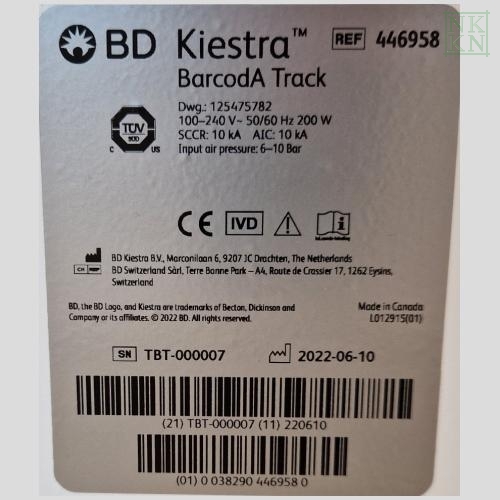 BD Kiestra™ REF 446958
BarcodA Track
Dwg.: 125475782
100–240 V~ 50/60 Hz 200 W
SCCR: 10 kA AIC: 10 kA
Input air pressure: 6–10 Bar
TÜV
SÜD
C US
CE IVD
BD Kiestra B.V., Marconilaan 6, 9207 JC Drachten, The Netherlands
CH REP BD Switzerland Sàrl, Terre Bonne Park – A4, Route de Crassier 17, 1262 Eysins,
Switzerland
BD, the BD Logo, and Kiestra are trademarks of Becton, Dickinson and
Company or its affiliates. © 2022 BD. All rights reserved.
Made in Canada
L012915(01)
SN TBT-000007 2022-06-10
(21) TBT-000007 (11) 220610
(01) 0 038290 446958 0
NK
KN